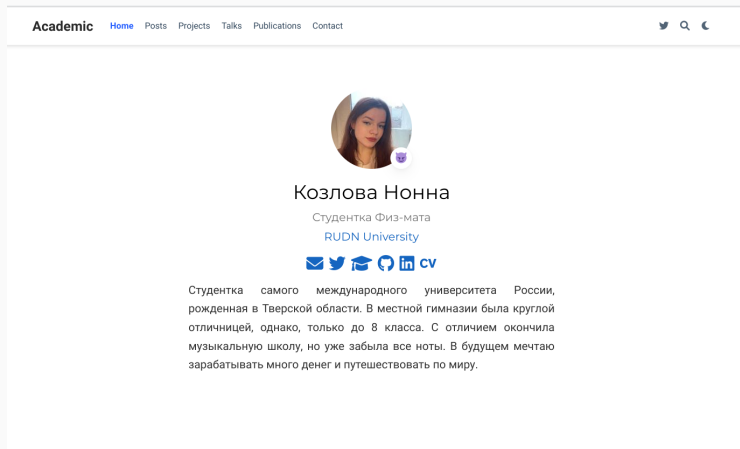 Academic Home Posts Projects Talks Publications Contact
Козлова Нонна
Студентка Физ-мата
RUDN University
CV
Студентка самого международного университета России,
рожденная в Тверской области. В местной гимназии была круглой
отличницей, однако, только до 8 класса. С отличием окончила
музыкальную школу, но уже забыла все ноты. В будущем мечтаю
зарабатывать много денег и путешествовать по миру.